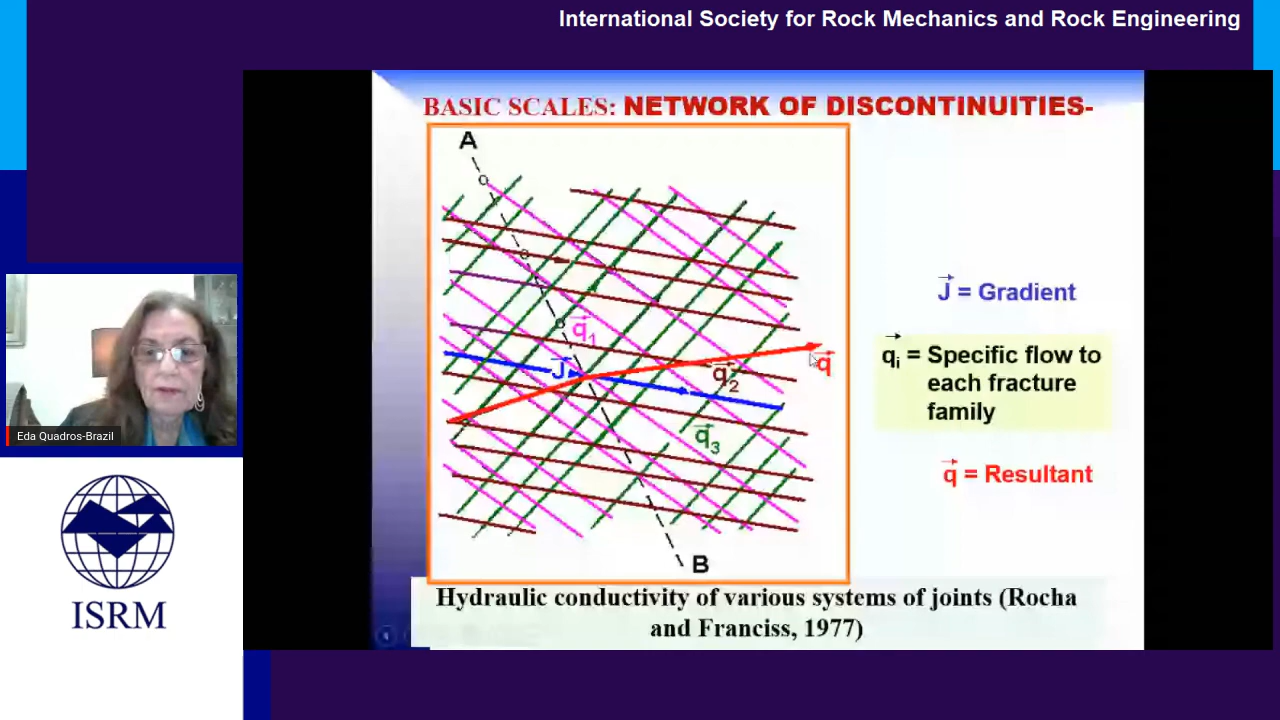 International Society for Rock Mechanics and Rock Engineering
BASIC SCALES: NETWORK OF DISCONTINUITIES-
A
q1
J
q2
q
q3
B
J = Gradient
qi = Specific flow to
each fracture
family
q = Resultant
Hydraulic conductivity of various systems of joints (Rocha
and Franciss, 1977)
Eda Quadros-Brazil
ISRM